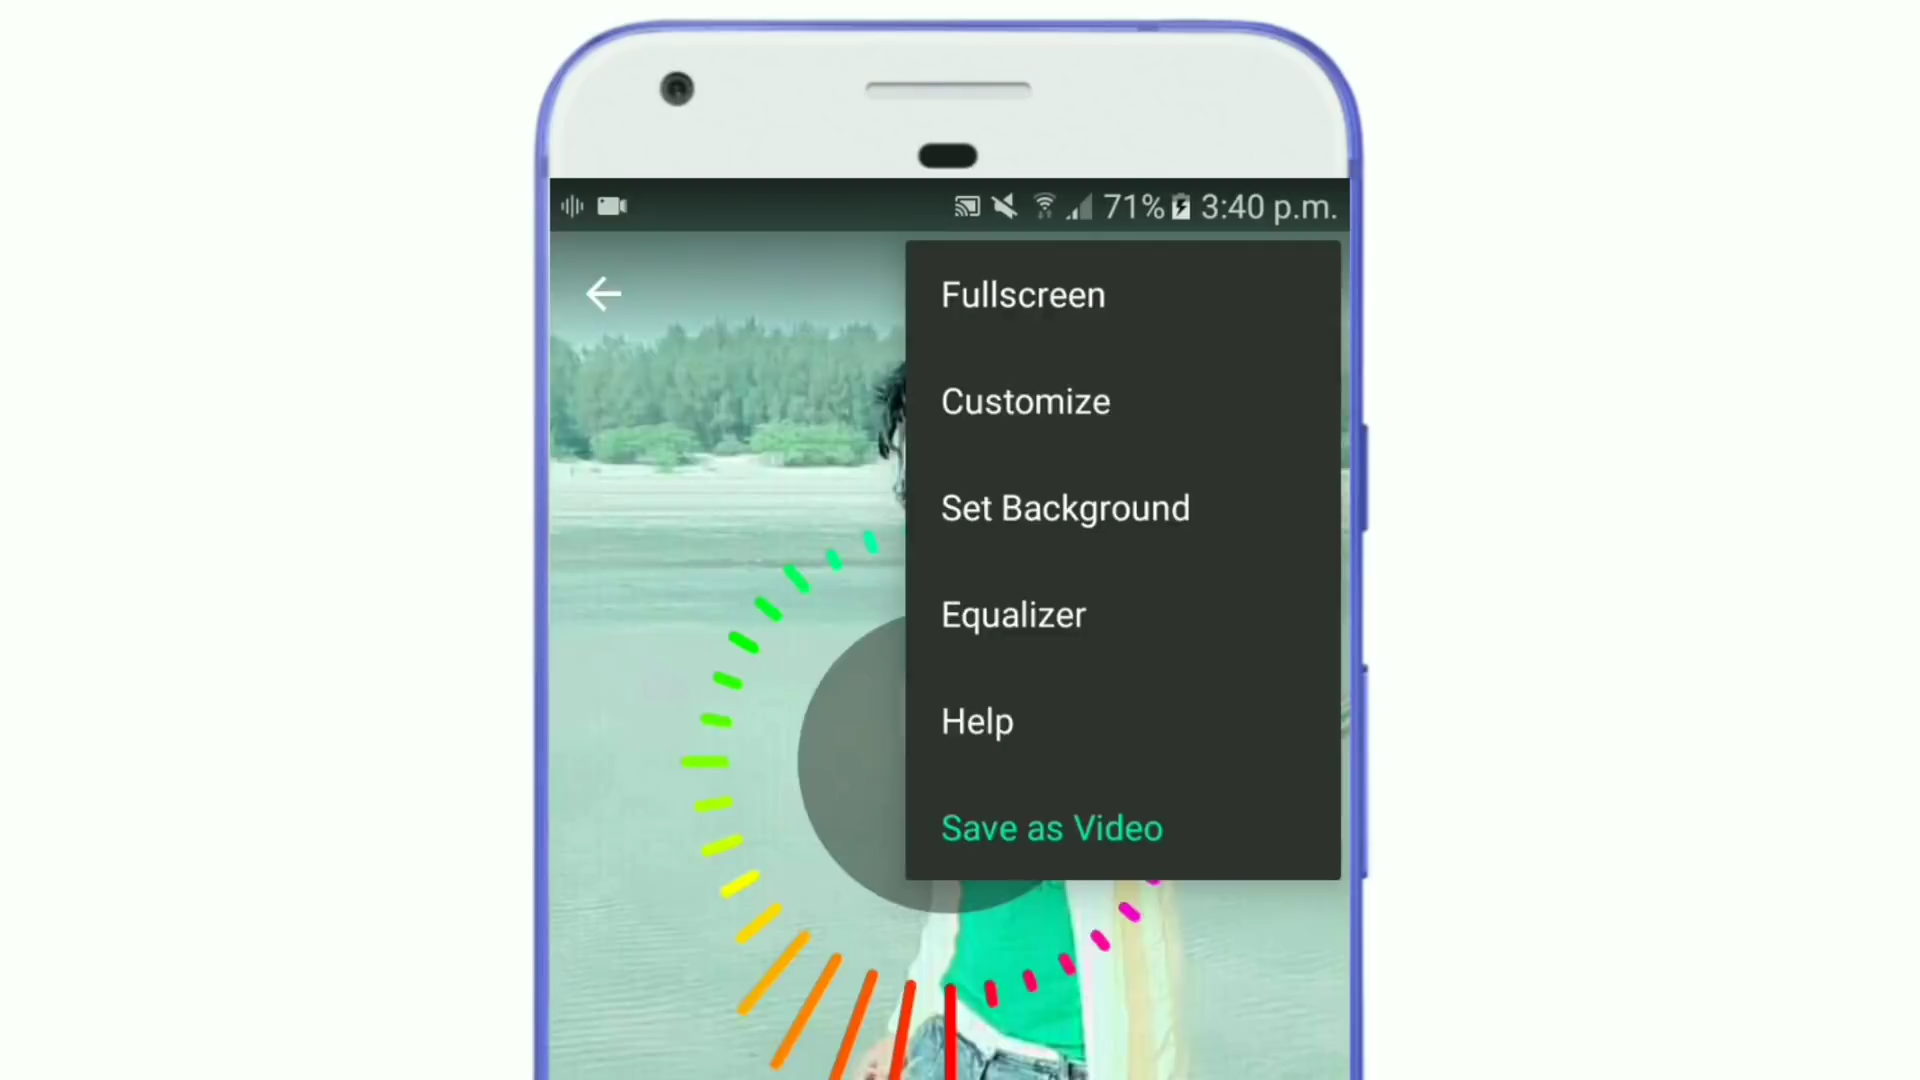 71% 3:40 p.m.
Fullscreen
Customize
Set Background
Equalizer
Help
Save as Video